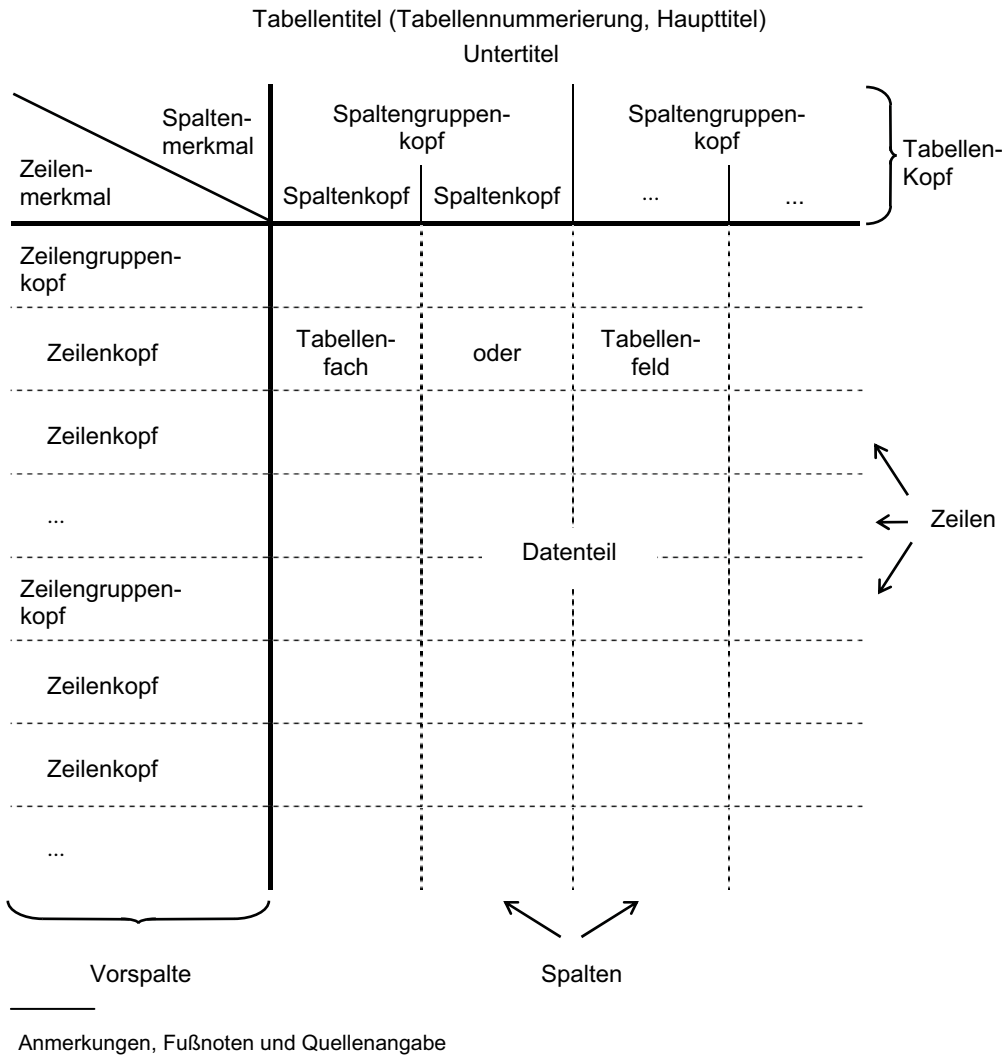 Tabellentitel (Tabellennummerierung, Haupttitel)
Untertitel
Spalten-
merkmal
Zeilen-
merkmal
Spaltengruppen-
kopf
Spaltengruppen-
kopf
Spaltenkopf
Spaltenkopf
...
...
Tabellen-
Kopf
Zeilengruppen-
kopf
Zeilenkopf
Tabellen-
fach
oder
Tabellen-
feld
Zeilenkopf
...
Zeilen
Datenteil
Zeilengruppen-
kopf
Zeilenkopf
Zeilenkopf
...
Vorspalte
Spalten
Anmerkungen, Fußnoten und Quellenangabe